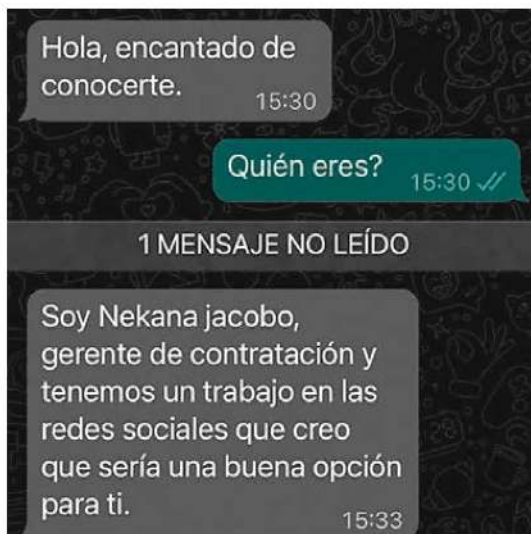 Hola, encantado de
conocerte.
15:30
Quién eres?
15:30
1 MENSAJE NO LEÍDO
Soy Nekana jacobo,
gerente de contratación y
tenemos un trabajo en las
redes sociales que creo
que sería una buena opción
para ti.
15:33